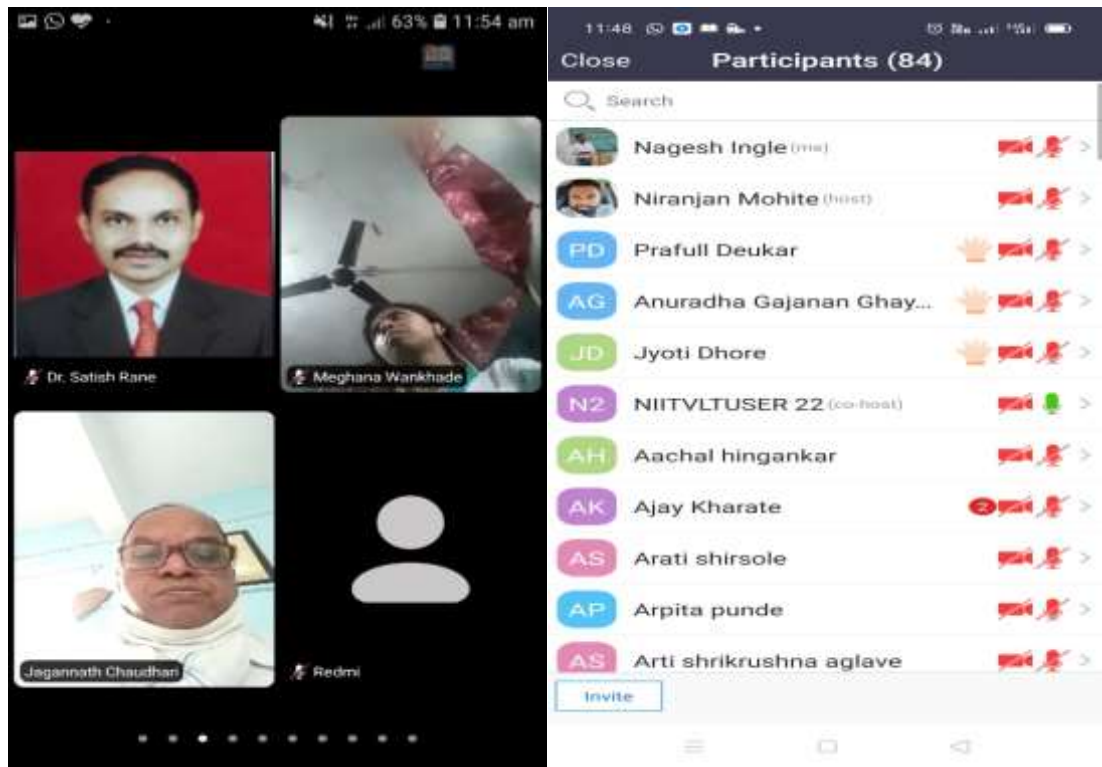 63% 11:54 am
Dr. Satish Rane
Meghana Wankhade
Jagannath Chaudhari
Redmi
11:48
Close Participants (84)
Search
Nagesh Ingle (me)
Niranjan Mohite (host)
PD Prafull Deukar
AG Anuradha Gajanan Ghay...
JD Jyoti Dhore
N2 NIITVLTUSER 22 (co-host)
AH Aachal hingankar
AK Ajay Kharate 2
AS Arati shirsole
AP Arpita punde
AS Arti shrikrushna aglave
Invite